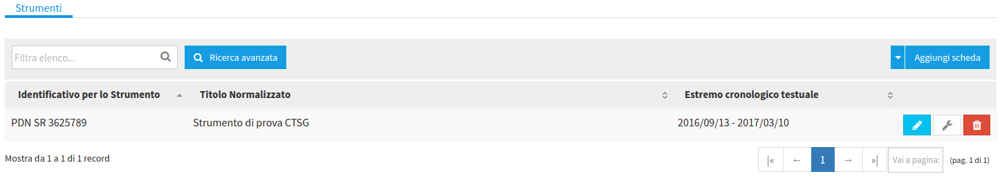 Strumenti
Filtra elenco...
Ricerca avanzata
Aggiungi scheda
Identificativo per lo Strumento Titolo Normalizzato Estremo cronologico testuale
PDN SR 3625789 Strumento di prova CTSG 2016/09/13 - 2017/03/10
Mostra da 1 a 1 di 1 record
|« ← 1 → »| Vai a pagina: (pag. 1 di 1)